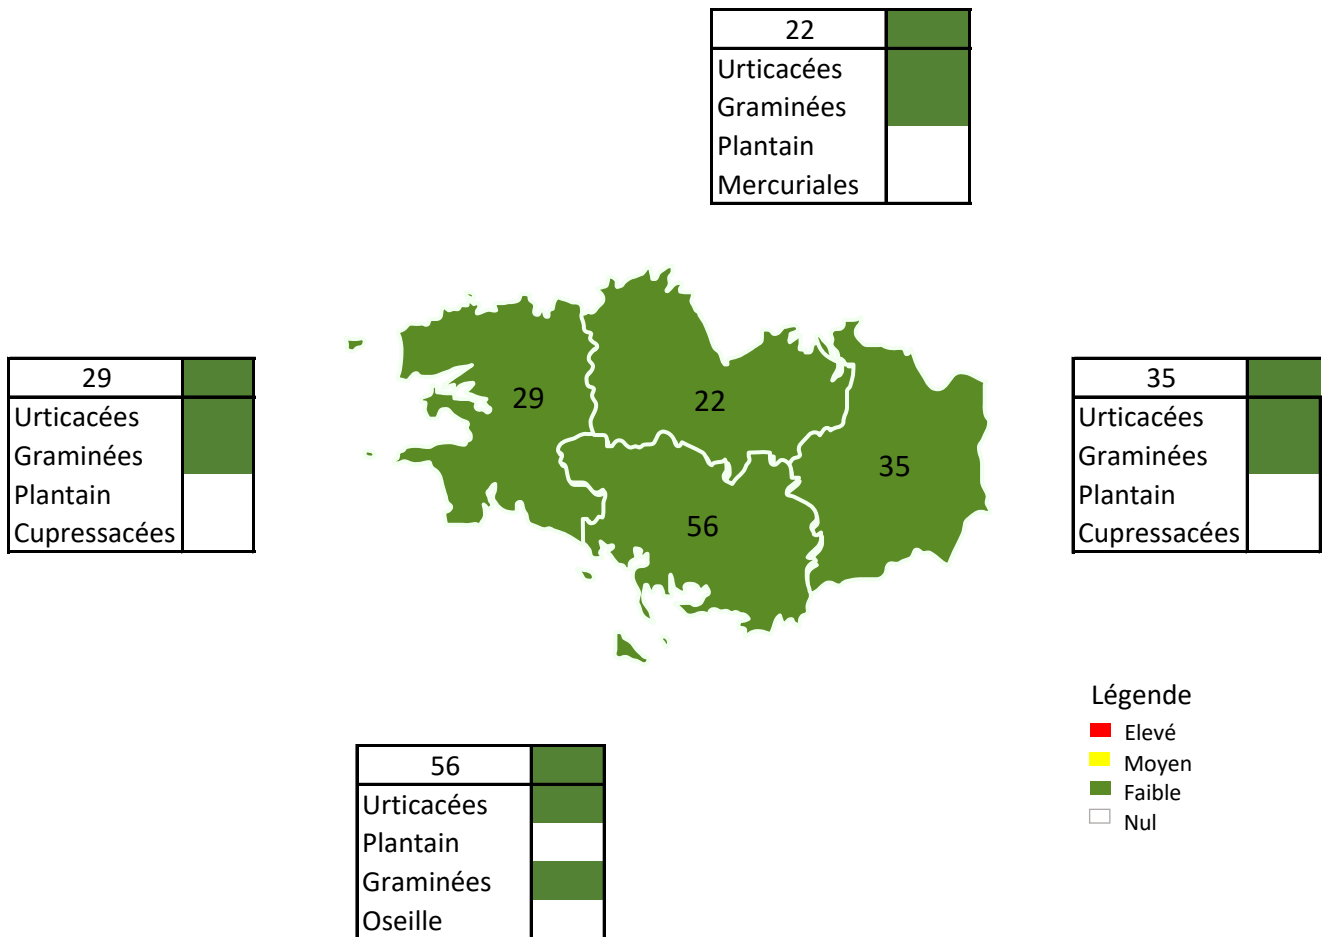 22
Urticacées
Graminées
Plantain
Mercuriales
29
Urticacées
Graminées
Plantain
Cupressacées
29
22
35
56
35
Urticacées
Graminées
Plantain
Cupressacées
56
Urticacées
Plantain
Graminées
Oseille
Légende
Elevé
Moyen
Faible
Nul